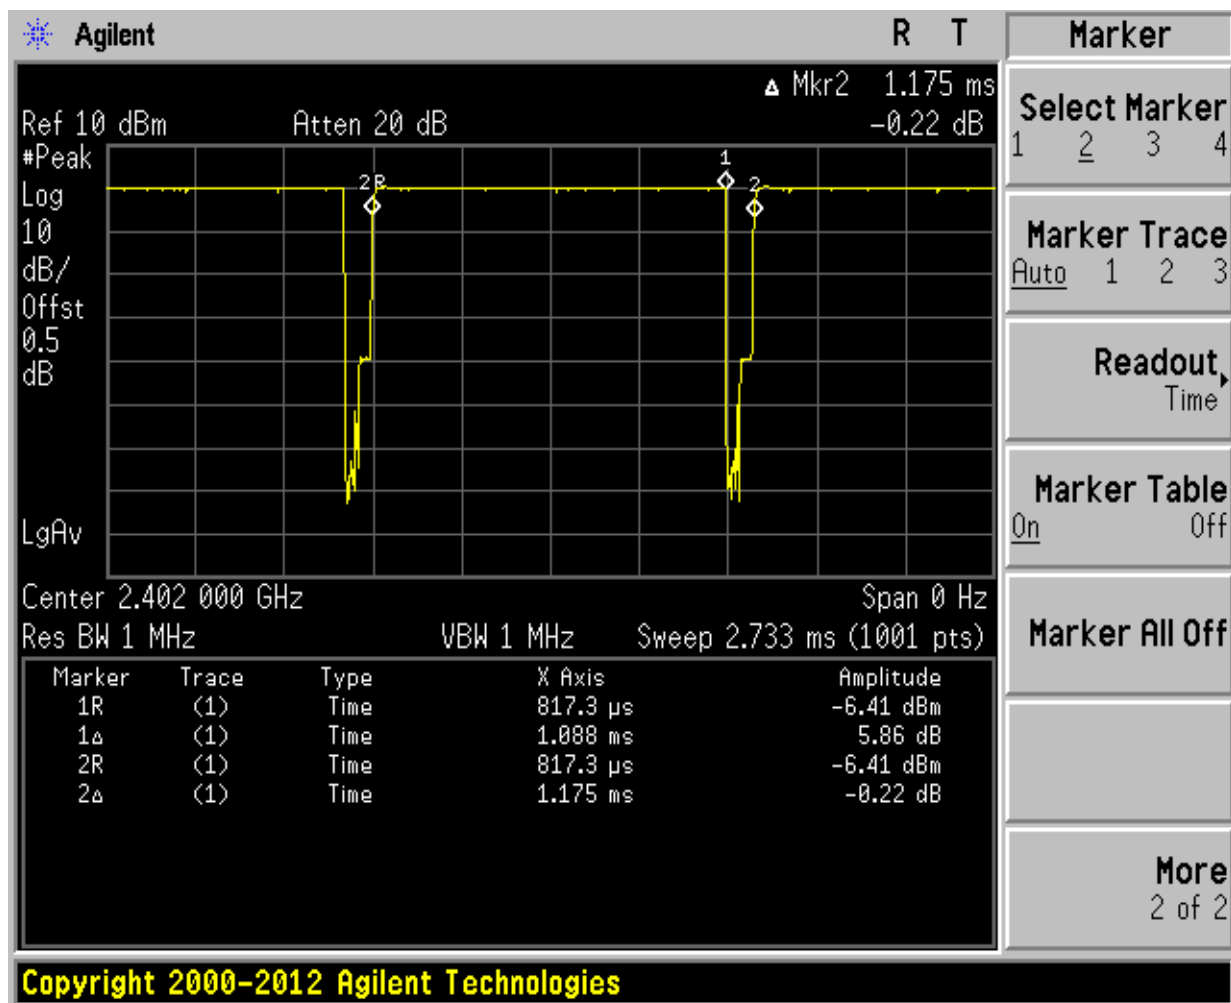 Agilent R T
▵ Mkr2 1.175 ms
Ref 10 dBm Atten 20 dB −0.22 dB
#Peak
Log
10
dB/
Offst
0.5
dB
LgAv
2R
1
2
Center 2.402 000 GHz Span 0 Hz
Res BW 1 MHz VBW 1 MHz Sweep 2.733 ms (1001 pts)
Marker Trace Type X Axis Amplitude
1R (1) Time 817.3 µs −6.41 dBm
1▵ (1) Time 1.088 ms 5.86 dB
2R (1) Time 817.3 µs −6.41 dBm
2▵ (1) Time 1.175 ms −0.22 dB
Marker
Select Marker
1 2 3 4
Marker Trace
Auto 1 2 3
Readout
Time
Marker Table
On Off
Marker All Off
More
2 of 2
Copyright 2000–2012 Agilent Technologies